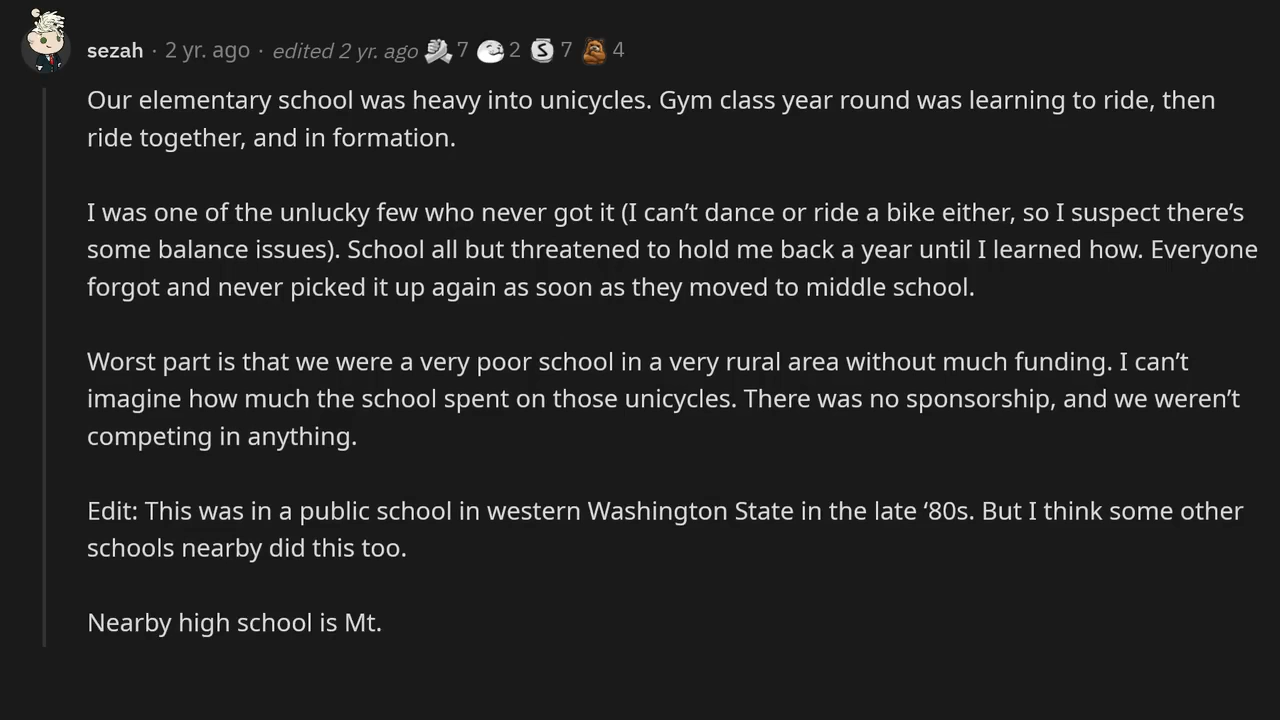 sezah · 2 yr. ago · edited 2 yr. ago 7 2 7 4
Our elementary school was heavy into unicycles. Gym class year round was learning to ride, then
ride together, and in formation.
I was one of the unlucky few who never got it (I can’t dance or ride a bike either, so I suspect there’s
some balance issues). School all but threatened to hold me back a year until I learned how. Everyone
forgot and never picked it up again as soon as they moved to middle school.
Worst part is that we were a very poor school in a very rural area without much funding. I can’t
imagine how much the school spent on those unicycles. There was no sponsorship, and we weren’t
competing in anything.
Edit: This was in a public school in western Washington State in the late ‘80s. But I think some other
schools nearby did this too.
Nearby high school is Mt.